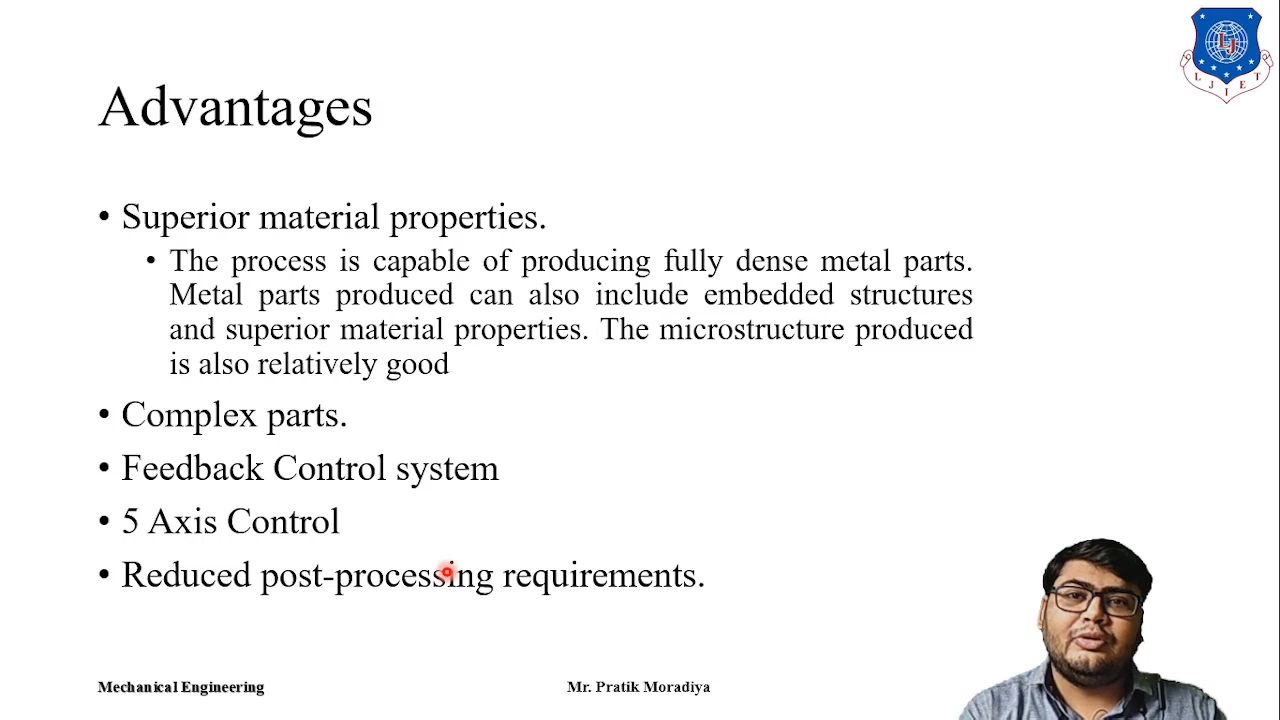 LJ
LJIET
Advantages
• Superior material properties.
• The process is capable of producing fully dense metal parts.
Metal parts produced can also include embedded structures
and superior material properties. The microstructure produced
is also relatively good
• Complex parts.
• Feedback Control system
• 5 Axis Control
• Reduced post-processing requirements.
Mechanical Engineering
Mr. Pratik Moradiya